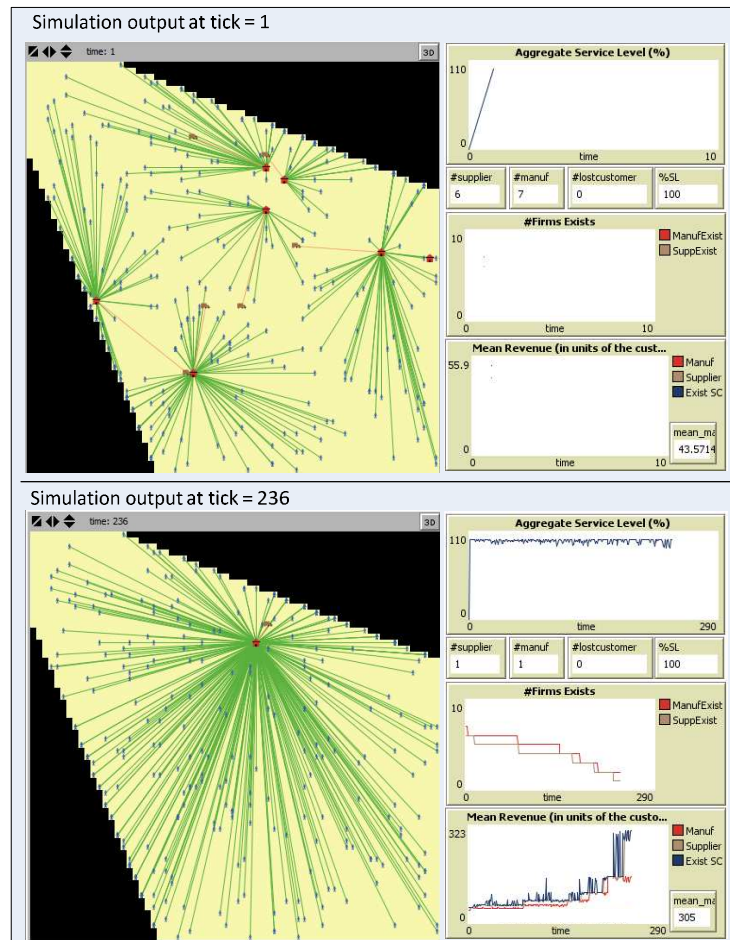 Simulation output at tick = 1
time: 1
3D
Aggregate Service Level (%)
110
0
0
time
10
#supplier
6
#manuf
7
#lostcustomer
0
%SL
100
#Firms Exists
10
0
0
time
10
ManufExist
SuppExist
Mean Revenue (in units of the cust...
55.9
0
0
time
10
Manuf
Supplier
Exist SC
mean_ma
43.5714
Simulation output at tick = 236
time: 236
3D
Aggregate Service Level (%)
110
0
0
time
290
#supplier
1
#manuf
1
#lostcustomer
0
%SL
100
#Firms Exists
10
0
0
time
290
ManufExist
SuppExist
Mean Revenue (in units of the custo...
323
0
0
time
290
Manuf
Supplier
Exist SC
mean_ma
305